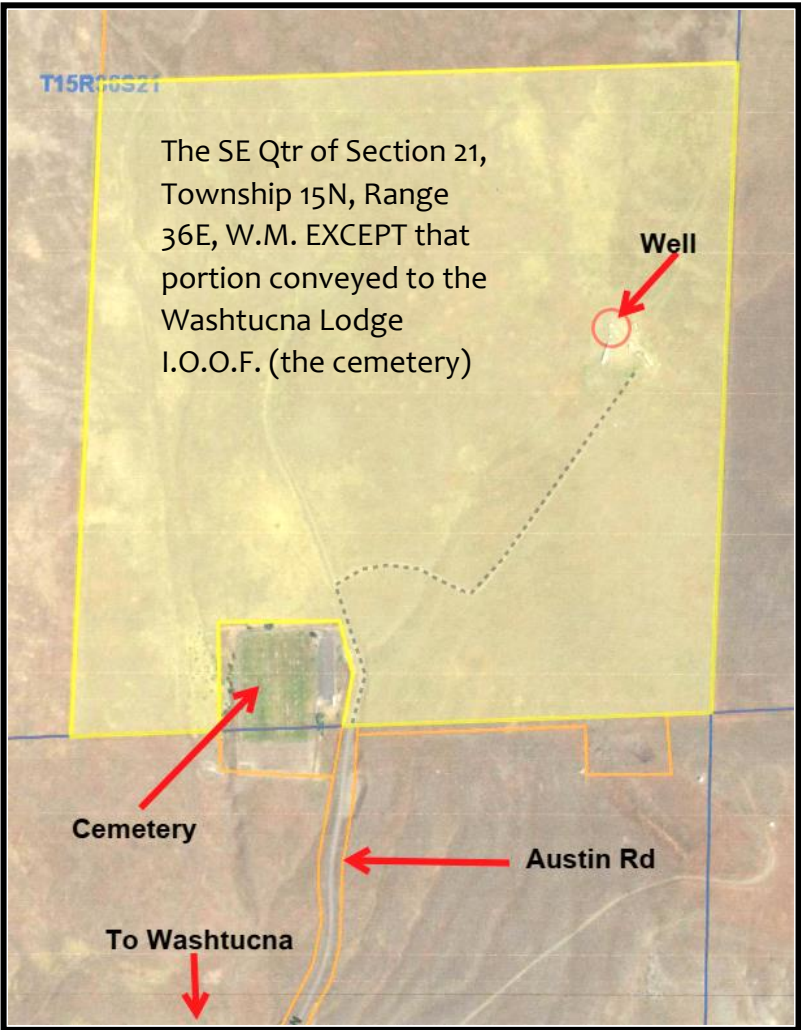 T15R36S21
The SE Qtr of Section 21,
Township 15N, Range
36E, W.M. EXCEPT that
portion conveyed to the
Washtucna Lodge
I.O.O.F. (the cemetery)
Well
Cemetery
Austin Rd
To Washtucna